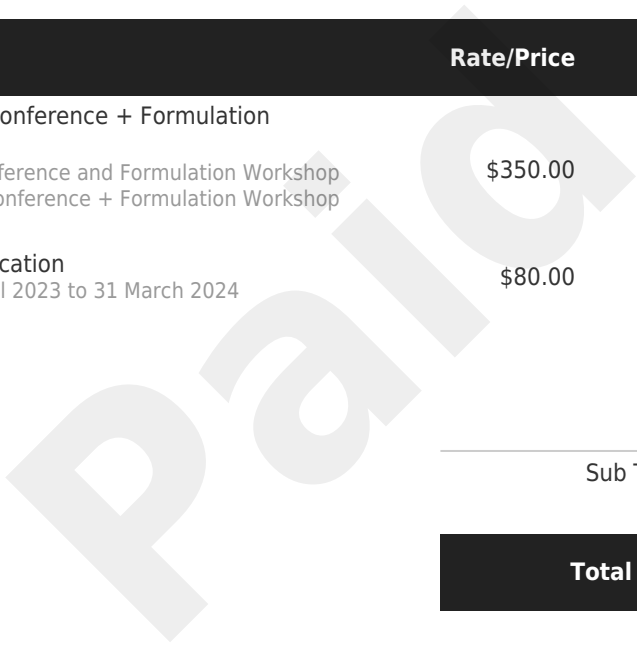 Rate/Price
onference + Formulation
ference and Formulation Workshop
onference + Formulation Workshop
$350.00
cation
l 2023 to 31 March 2024
$80.00
Sub T
Total
Paid